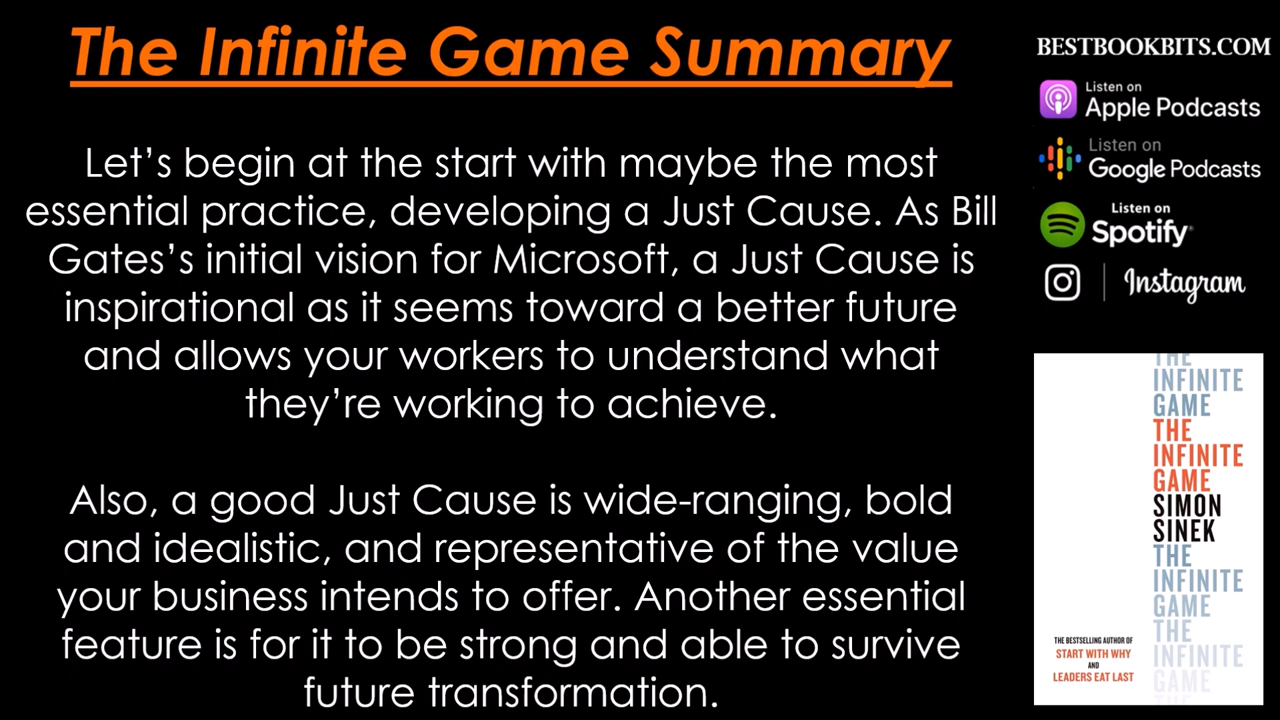 The Infinite Game Summary
Let’s begin at the start with maybe the most
essential practice, developing a Just Cause. As Bill
Gates’s initial vision for Microsoft, a Just Cause is
inspirational as it seems toward a better future
and allows your workers to understand what
they’re working to achieve.
Also, a good Just Cause is wide-ranging, bold
and idealistic, and representative of the value
your business intends to offer. Another essential
feature is for it to be strong and able to survive
future transformation.
BESTBOOKBITS.COM
Listen on
Apple Podcasts
Listen on
Google Podcasts
Listen on
Spotify
Instagram
THE
INFINITE
GAME
THE
INFINITE
GAME
SIMON
SINEK
THE
INFINITE
GAME
THE
INFINITE
GAME
THE BESTSELLING AUTHOR OF
START WITH WHY
AND
LEADERS EAT LAST